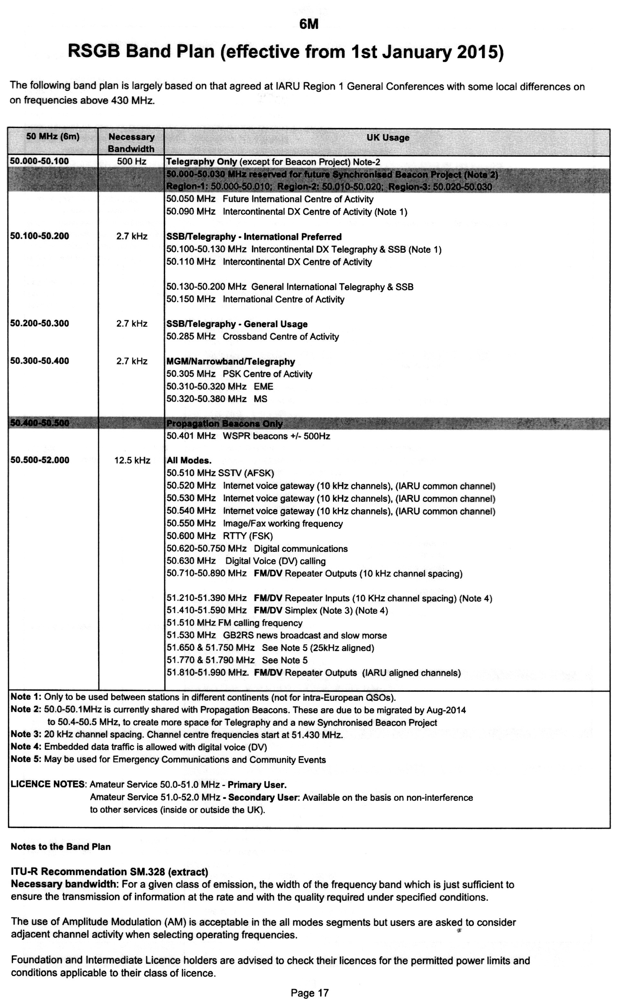 6M
RSGB Band Plan (effective from 1st January 2015)
The following band plan is largely based on that agreed at IARU Region 1 General Conferences with some local differences on
on frequencies above 430 MHz.
50 MHz (6m) Necessary Bandwidth UK Usage
50.000-50.100 500 Hz Telegraphy Only (except for Beacon Project) Note-2
50.000-50.030 MHz reserved for future Synchronised Beacon Project (Note 2)
Region-1: 50.000-50.010; Region-2: 50.010-50.020; Region-3: 50.020-50.030
50.050 MHz Future International Centre of Activity
50.090 MHz Intercontinental DX Centre of Activity (Note 1)
50.100-50.200 2.7 kHz SSB/Telegraphy - International Preferred
50.100-50.130 MHz Intercontinental DX Telegraphy & SSB (Note 1)
50.110 MHz Intercontinental DX Centre of Activity
50.130-50.200 MHz General International Telegraphy & SSB
50.150 MHz International Centre of Activity
50.200-50.300 2.7 kHz SSB/Telegraphy - General Usage
50.285 MHz Crossband Centre of Activity
50.300-50.400 2.7 kHz MGM/Narrowband/Telegraphy
50.305 MHz PSK Centre of Activity
50.310-50.320 MHz EME
50.320-50.380 MHz MS
50.400-50.500 Propagation Beacons Only
50.401 MHz WSPR beacons +/- 500Hz
50.500-52.000 12.5 kHz All Modes.
50.510 MHz SSTV (AFSK)
50.520 MHz Internet voice gateway (10 kHz channels), (IARU common channel)
50.530 MHz Internet voice gateway (10 kHz channels), (IARU common channel)
50.540 MHz Internet voice gateway (10 kHz channels), (IARU common channel)
50.550 MHz Image/Fax working frequency
50.600 MHz RTTY (FSK)
50.620-50.750 MHz Digital communications
50.630 MHz Digital Voice (DV) calling
50.710-50.890 MHz FM/DV Repeater Outputs (10 kHz channel spacing)
51.210-51.390 MHz FM/DV Repeater Inputs (10 KHz channel spacing) (Note 4)
51.410-51.590 MHz FM/DV Simplex (Note 3) (Note 4)
51.510 MHz FM calling frequency
51.530 MHz GB2RS news broadcast and slow morse
51.650 & 51.750 MHz See Note 5 (25kHz aligned)
51.770 & 51.790 MHz See Note 5
51.810-51.990 MHz. FM/DV Repeater Outputs (IARU aligned channels)
Note 1: Only to be used between stations in different continents (not for intra-European QSOs).
Note 2: 50.0-50.1MHz is currently shared with Propagation Beacons. These are due to be migrated by Aug-2014
to 50.4-50.5 MHz, to create more space for Telegraphy and a new Synchronised Beacon Project
Note 3: 20 kHz channel spacing. Channel centre frequencies start at 51.430 MHz.
Note 4: Embedded data traffic is allowed with digital voice (DV)
Note 5: May be used for Emergency Communications and Community Events
LICENCE NOTES: Amateur Service 50.0-51.0 MHz - Primary User.
Amateur Service 51.0-52.0 MHz - Secondary User: Available on the basis on non-interference
to other services (inside or outside the UK).
Notes to the Band Plan
ITU-R Recommendation SM.328 (extract)
Necessary bandwidth: For a given class of emission, the width of the frequency band which is just sufficient to
ensure the transmission of information at the rate and with the quality required under specified conditions.
The use of Amplitude Modulation (AM) is acceptable in the all modes segments but users are asked to consider
adjacent channel activity when selecting operating frequencies.
Foundation and Intermediate Licence holders are advised to check their licences for the permitted power limits and
conditions applicable to their class of licence.
Page 17